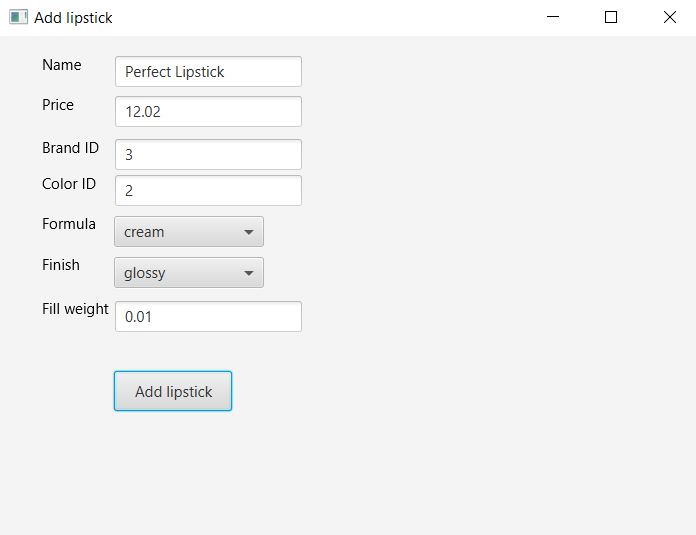 Add lipstick
Name Perfect Lipstick
Price 12.02
Brand ID 3
Color ID 2
Formula cream
Finish glossy
Fill weight 0.01
Add lipstick